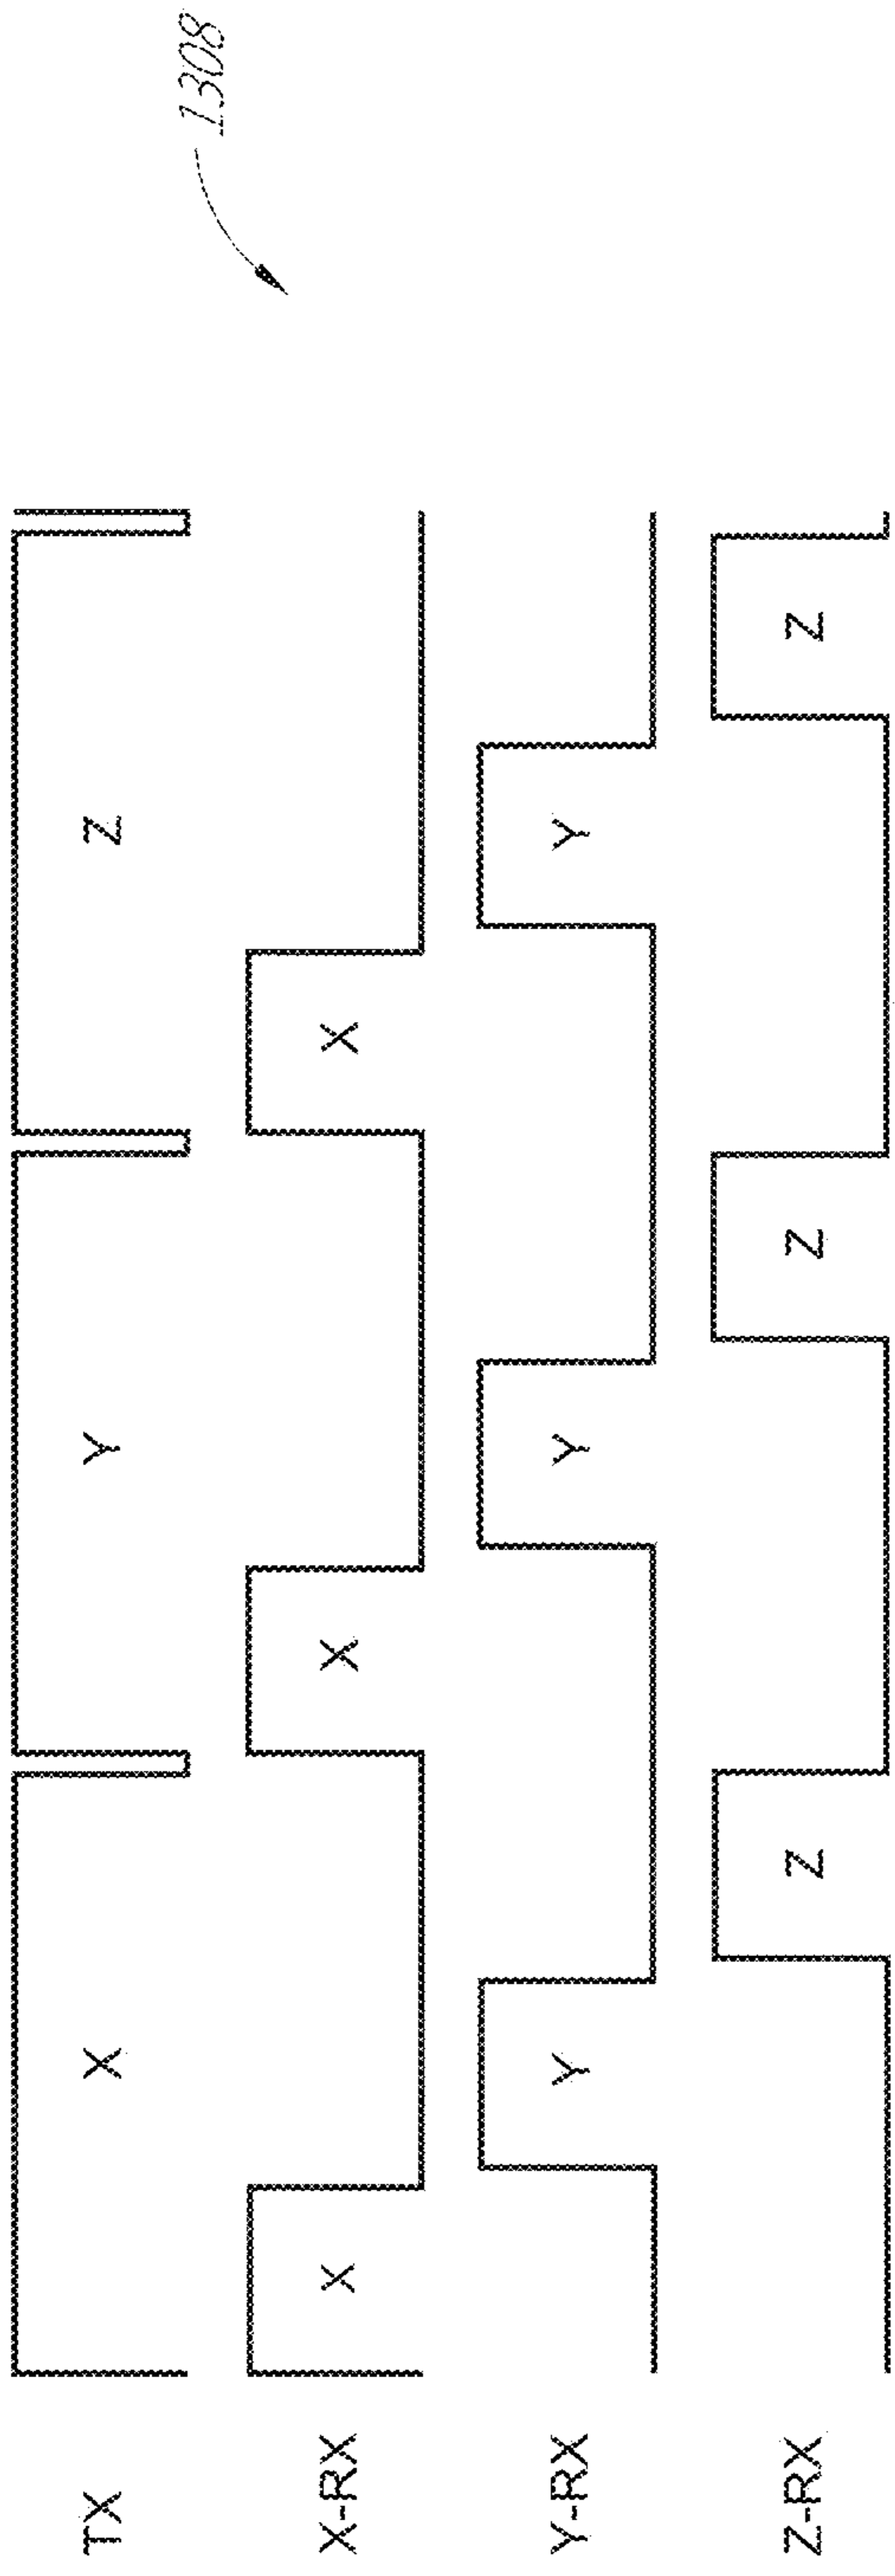 1308
TX X Y Z
X-RX X X X
Y-RX Y Y Y
Z-RX Z Z Z